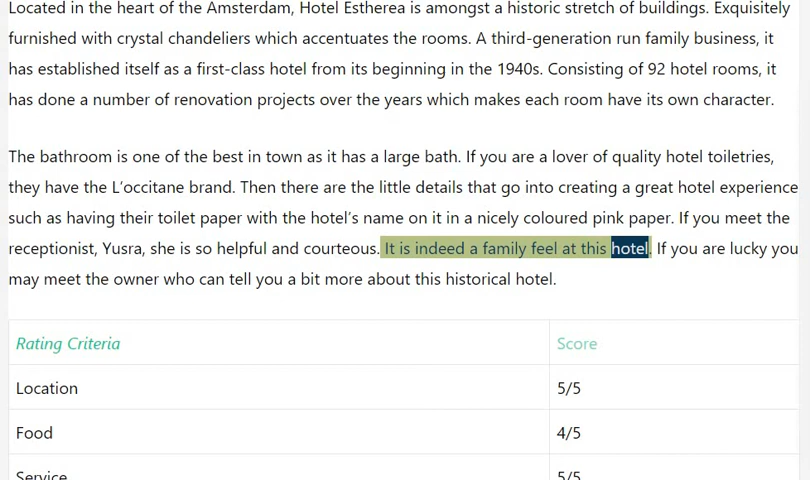 Located in the heart of the Amsterdam, Hotel Estherea is amongst a historic stretch of buildings. Exquisitely
furnished with crystal chandeliers which accentuates the rooms. A third-generation run family business, it
has established itself as a first-class hotel from its beginning in the 1940s. Consisting of 92 hotel rooms, it
has done a number of renovation projects over the years which makes each room have its own character.
The bathroom is one of the best in town as it has a large bath. If you are a lover of quality hotel toiletries,
they have the L’occitane brand. Then there are the little details that go into creating a great hotel experience
such as having their toilet paper with the hotel’s name on it in a nicely coloured pink paper. If you meet the
receptionist, Yusra, she is so helpful and courteous. It is indeed a family feel at this hotel. If you are lucky you
may meet the owner who can tell you a bit more about this historical hotel.
Rating Criteria Score
Location 5/5
Food 4/5
Service 5/5